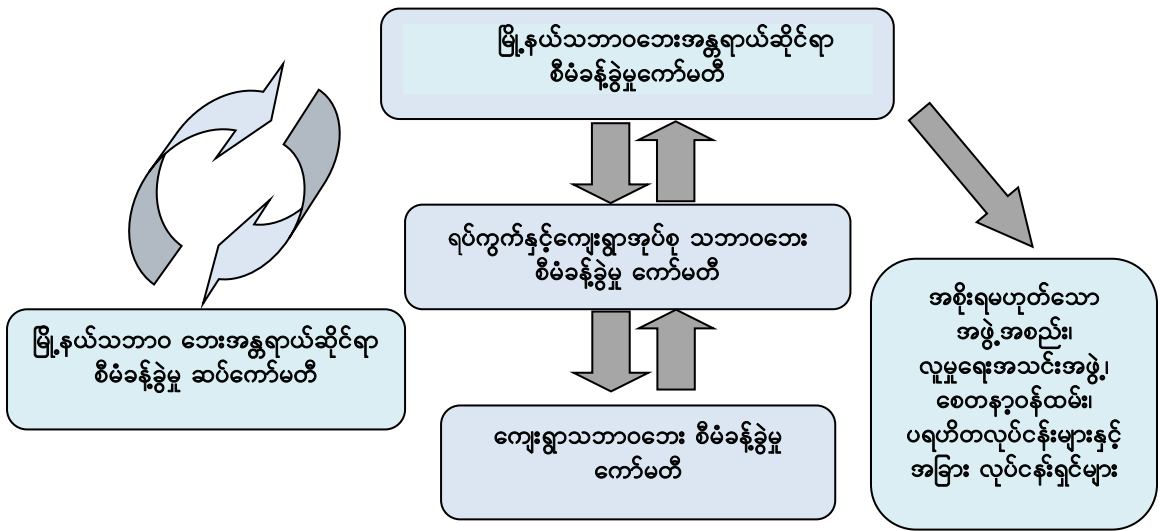 မြို့နယ်သဘာဝဘေးအန္တရာယ်ဆိုင်ရာ
စီမံခန့်ခွဲမှုကော်မတီ
ရပ်ကွက်နှင့်ကျေးရွာအုပ်စု သဘာဝဘေး
စီမံခန့်ခွဲမှု ကော်မတီ
မြို့နယ်သဘာဝ ဘေးအန္တရာယ်ဆိုင်ရာ
စီမံခန့်ခွဲမှု ဆပ်ကော်မတီ
ကျေးရွာသဘာဝဘေး စီမံခန့်ခွဲမှု
ကော်မတီ
အစိုးရမဟုတ်သော
အဖွဲ့အစည်း၊
လူမှုရေးအသင်းအဖွဲ့၊
စေတနာ့ဝန်ထမ်း၊
ပရဟိတလုပ်ငန်းများနှင့်
အခြား လုပ်ငန်းရှင်များ